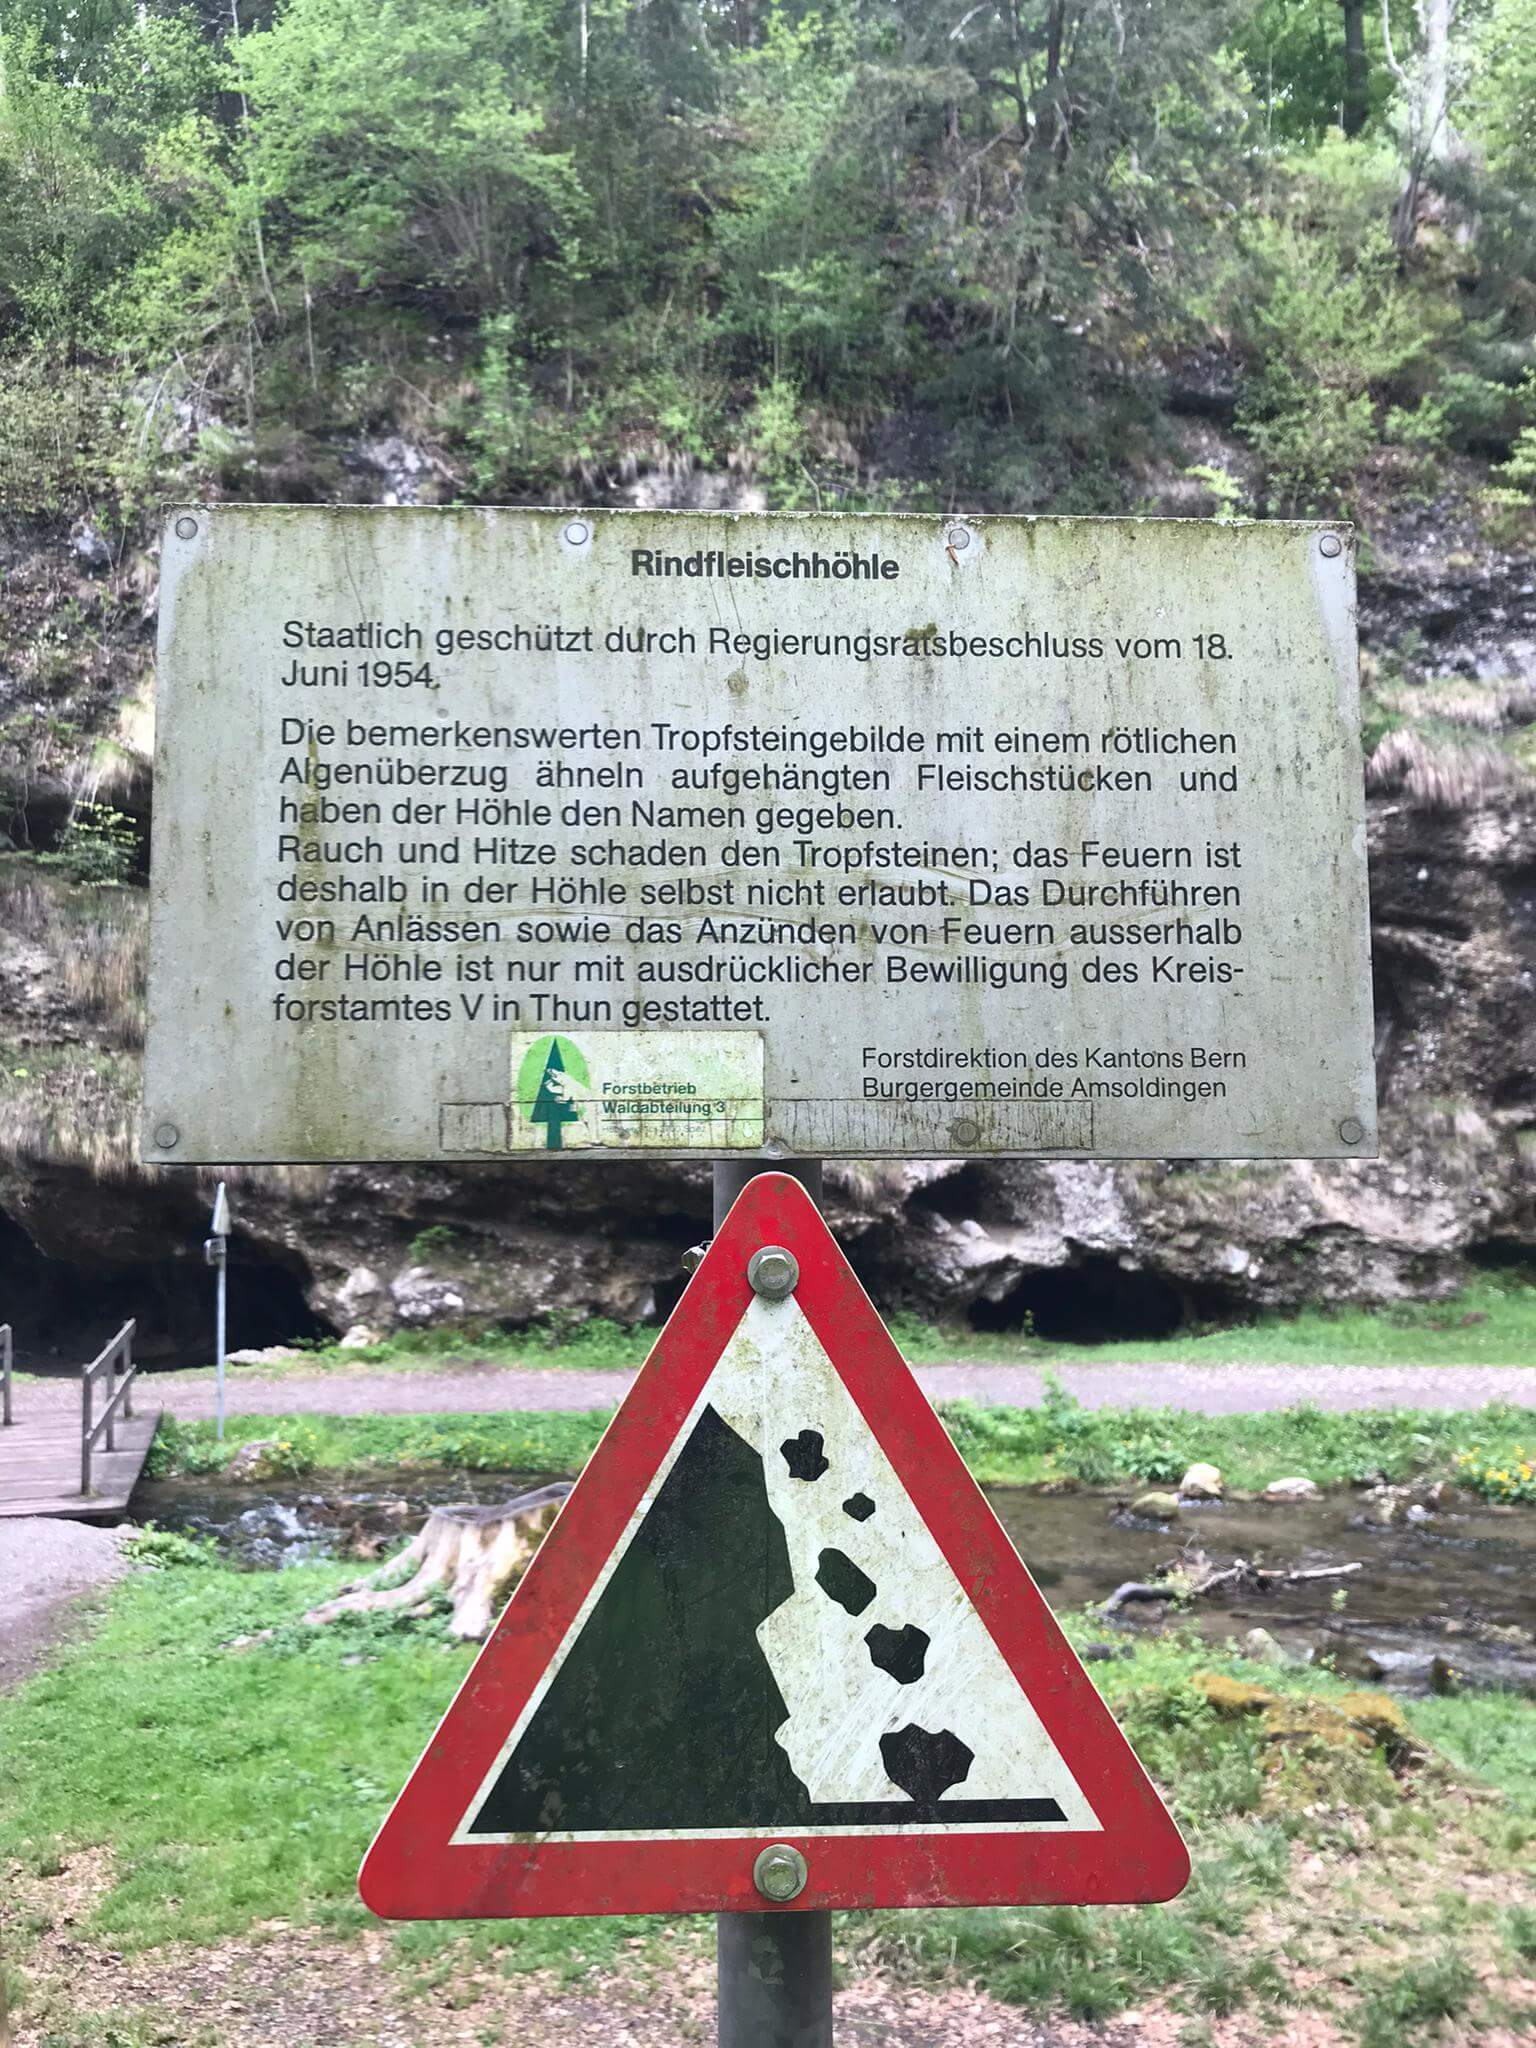 Rindfleischhöhle
Staatlich geschützt durch Regierungsratsbeschluss vom 18.
Juni 1954.
Die bemerkenswerten Tropfsteingebilde mit einem rötlichen
Algenüberzug ähneln aufgehängten Fleischstücken und
haben der Höhle den Namen gegeben.
Rauch und Hitze schaden den Tropfsteinen; das Feuern ist
deshalb in der Höhle selbst nicht erlaubt. Das Durchführen
von Anlässen sowie das Anzünden von Feuern ausserhalb
der Höhle ist nur mit ausdrücklicher Bewilligung des Kreis-
forstamtes V in Thun gestattet.
Forstbetrieb
Waldabteilung 3
Forstdirektion des Kantons Bern
Burgergemeinde Amsoldingen